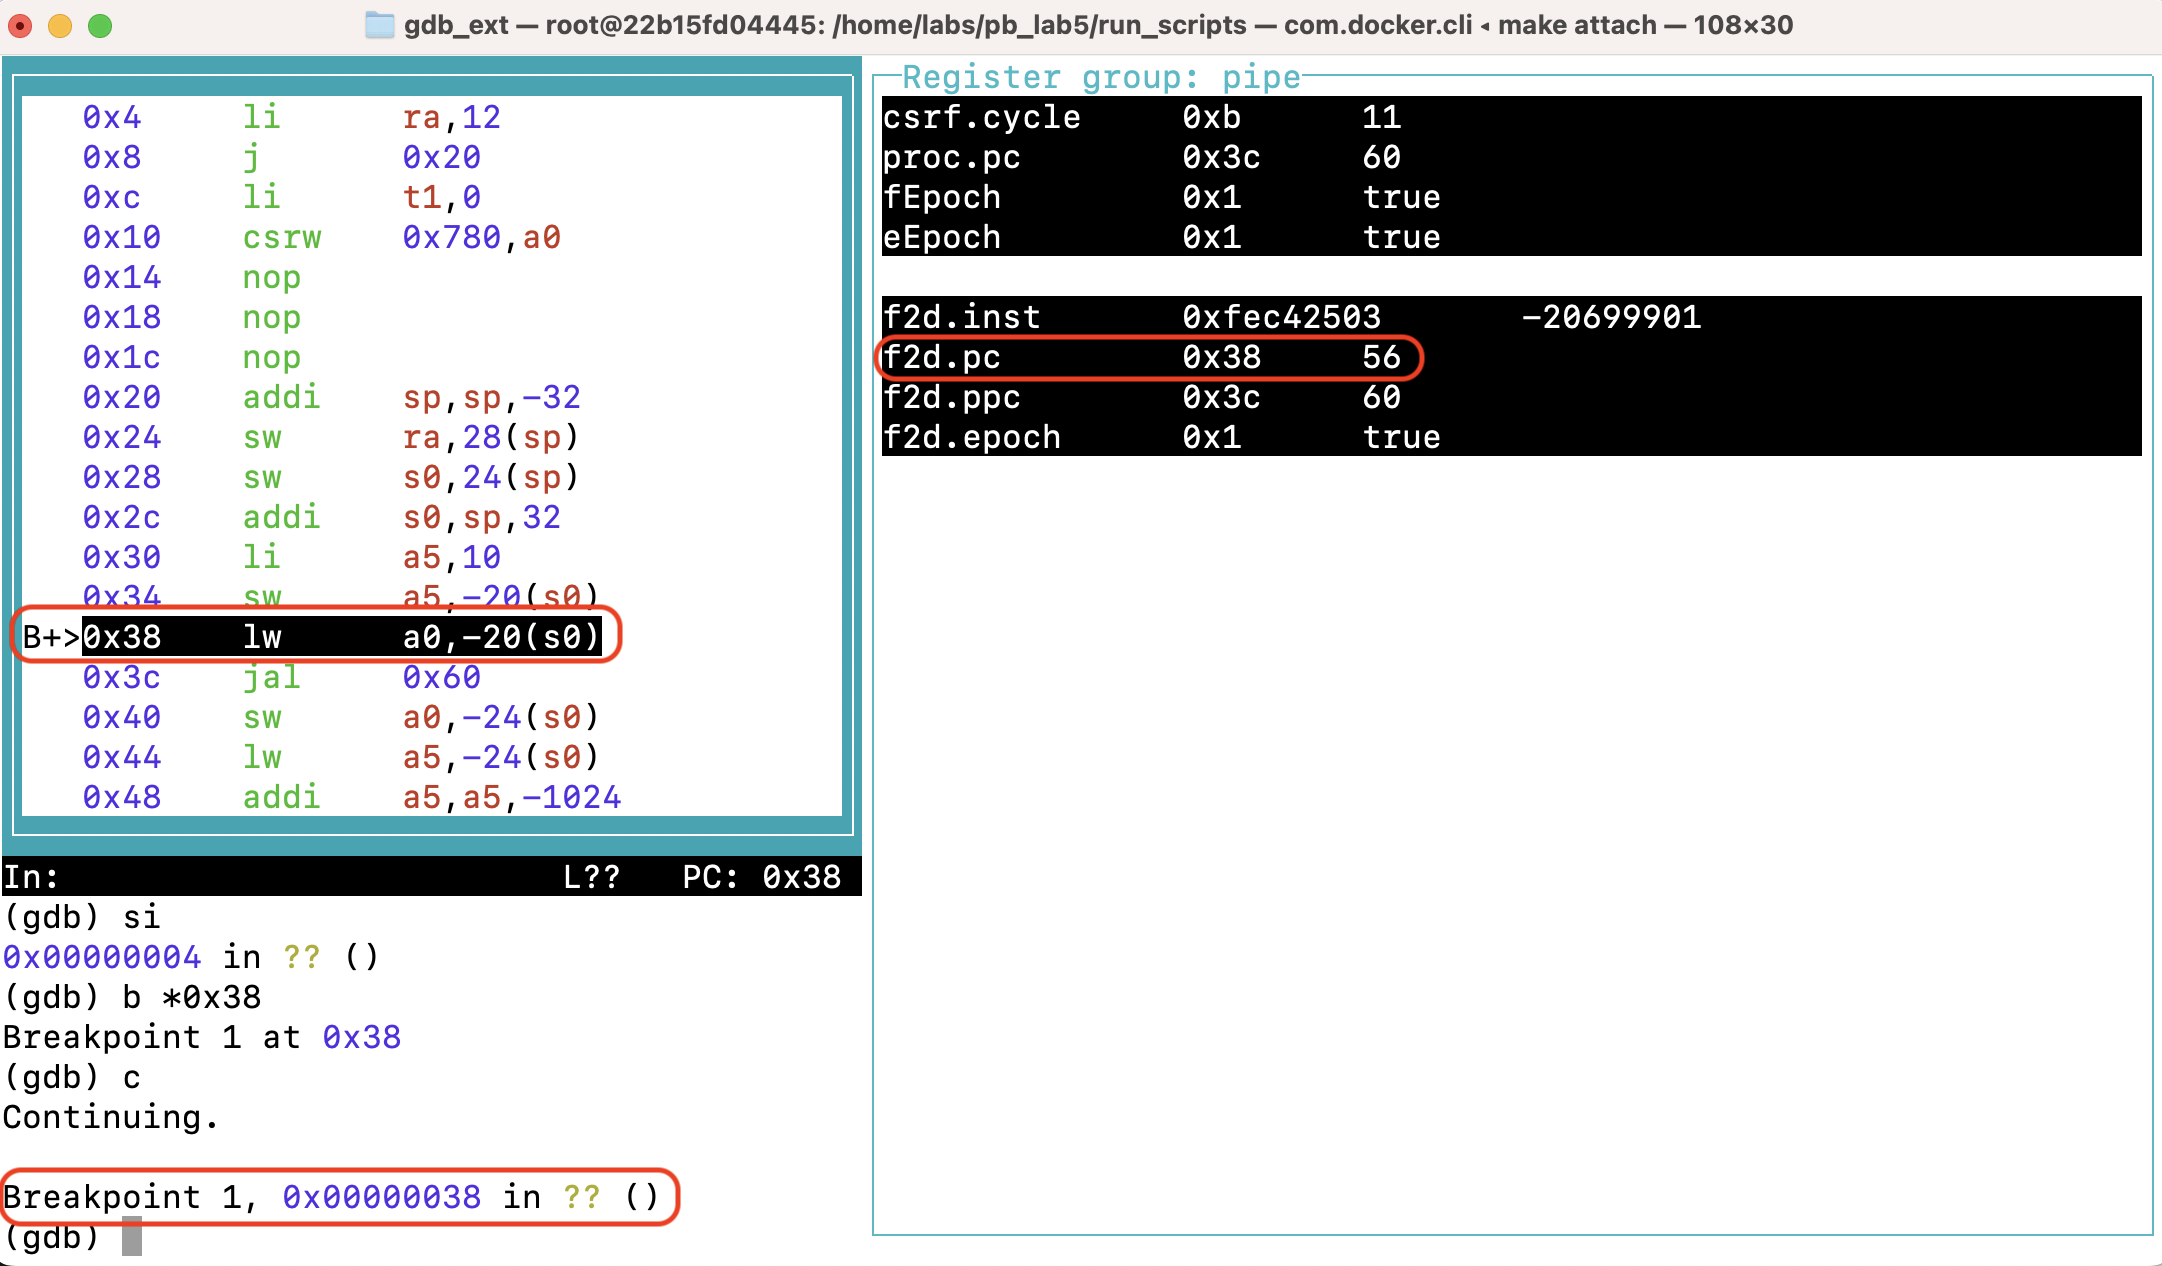 gdb_ext — root@22b15fd04445: /home/labs/pb_lab5/run_scripts — com.docker.cli ◂ make attach — 108×30
0x4 li ra,12
0x8 j 0x20
0xc li t1,0
0x10 csrw 0x780,a0
0x14 nop
0x18 nop
0x1c nop
0x20 addi sp,sp,-32
0x24 sw ra,28(sp)
0x28 sw s0,24(sp)
0x2c addi s0,sp,32
0x30 li a5,10
0x34 sw a5,-20(s0)
B+>0x38 lw a0,-20(s0)
0x3c jal 0x60
0x40 sw a0,-24(s0)
0x44 lw a5,-24(s0)
0x48 addi a5,a5,-1024
In: L?? PC: 0x38
(gdb) si
0x00000004 in ?? ()
(gdb) b *0x38
Breakpoint 1 at 0x38
(gdb) c
Continuing.
Breakpoint 1, 0x00000038 in ?? ()
(gdb)
Register group: pipe
csrf.cycle 0xb 11
proc.pc 0x3c 60
fEpoch 0x1 true
eEpoch 0x1 true
f2d.inst 0xfec42503 -20699901
f2d.pc 0x38 56
f2d.ppc 0x3c 60
f2d.epoch 0x1 true